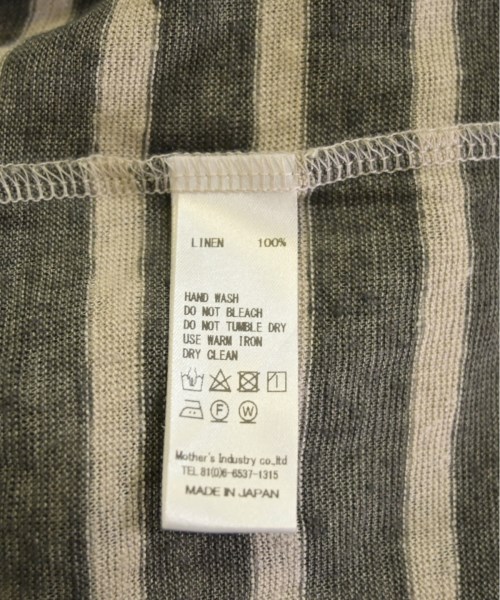 LINEN 100%
HAND WASH
DO NOT BLEACH
DO NOT TUMBLE DRY
USE WARM IRON
DRY CLEAN
F W
Mother's Industry co.,ltd
TEL 81(0)6-6537-1315
MADE IN JAPAN